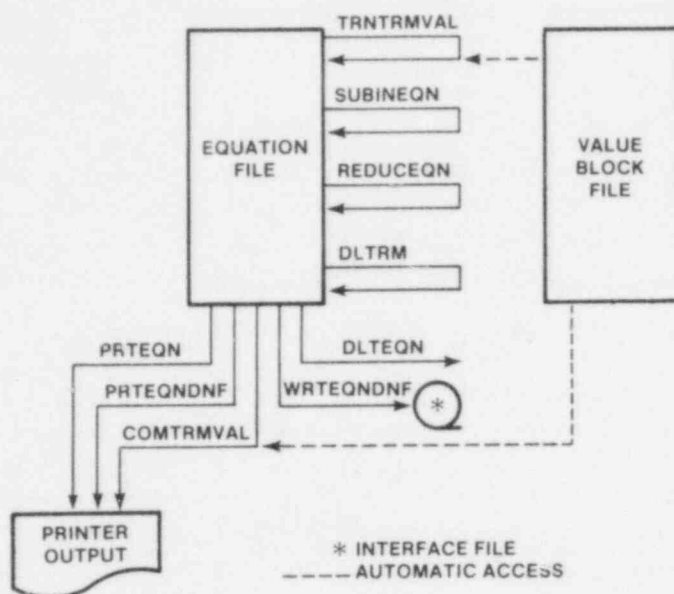 TRNTRMVAL
SUBINEQN
EQUATION
FILE
REDUCEQN
VALUE
BLOCK
FILE
DLTRM
PRTEQN
DLTEQN
PRTEQNDNF
WRTEQNDNF
*
COMTRMVAL
PRINTER
OUTPUT
* INTERFACE FILE
----- AUTOMATIC ACCESS